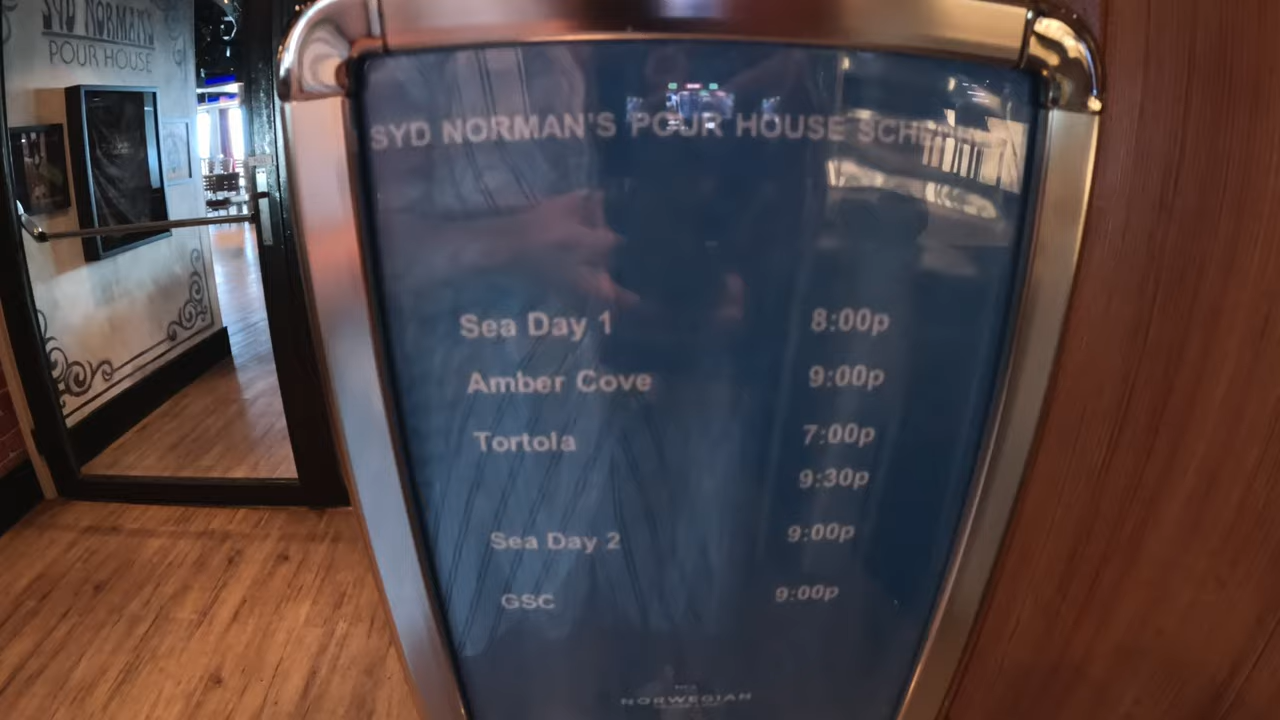 SYD NORMAN'S
POUR HOUSE
SYD NORMAN'S POUR HOUSE
Sea Day 1 8:00p
Amber Cove 9:00p
Tortola 7:00p
9:30p
Sea Day 2 9:00p
GSC 9:00p
NORWEGIAN